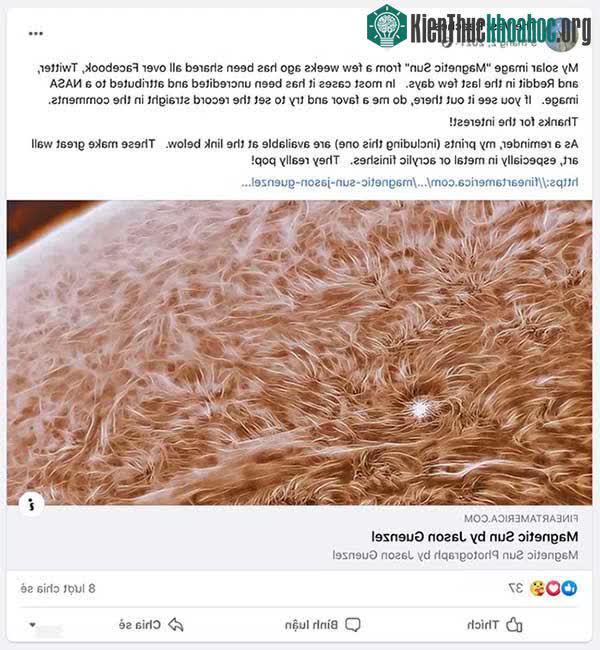 KienThuckhoahoc.org
My solar image "Magnetic Sun" from a few weeks ago has been shared all over Facebook, Twitter,
and Reddit in the last few days. In most cases it has been uncredited and attributed to a NASA
image. If you see it out there, do me a favor and try to set the record straight in the comments.
Thanks for the interest!
As a reminder, my prints (including this one) are available at the link below. These make great wall
art, especially in metal or acrylic finishes. They really pop!
https://fineartamerica.com/.../magnetic-sun-jason-guenzel...
FINEARTAMERICA.COM
Magnetic Sun by Jason Guenzel
Magnetic Sun Photograph by Jason Guenzel
37
8 lượt chia sẻ
Thích
Bình luận
Chia sẻ